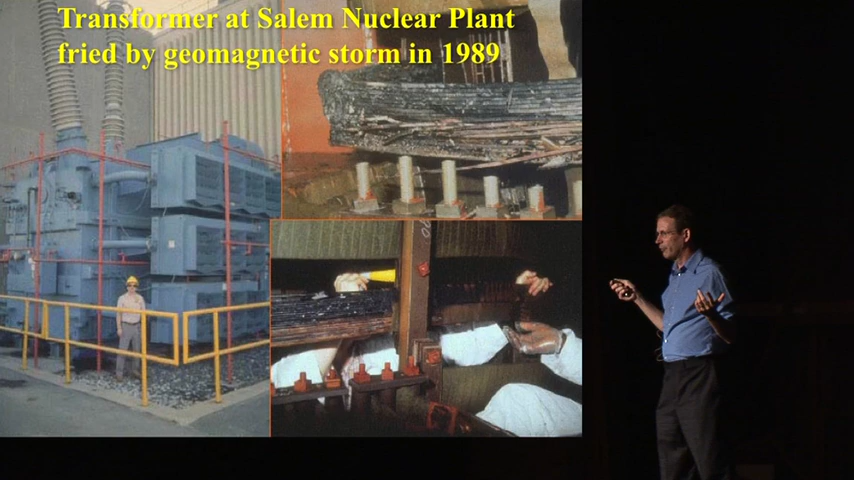 Transformer at Salem Nuclear Plant
fried by geomagnetic storm in 1989